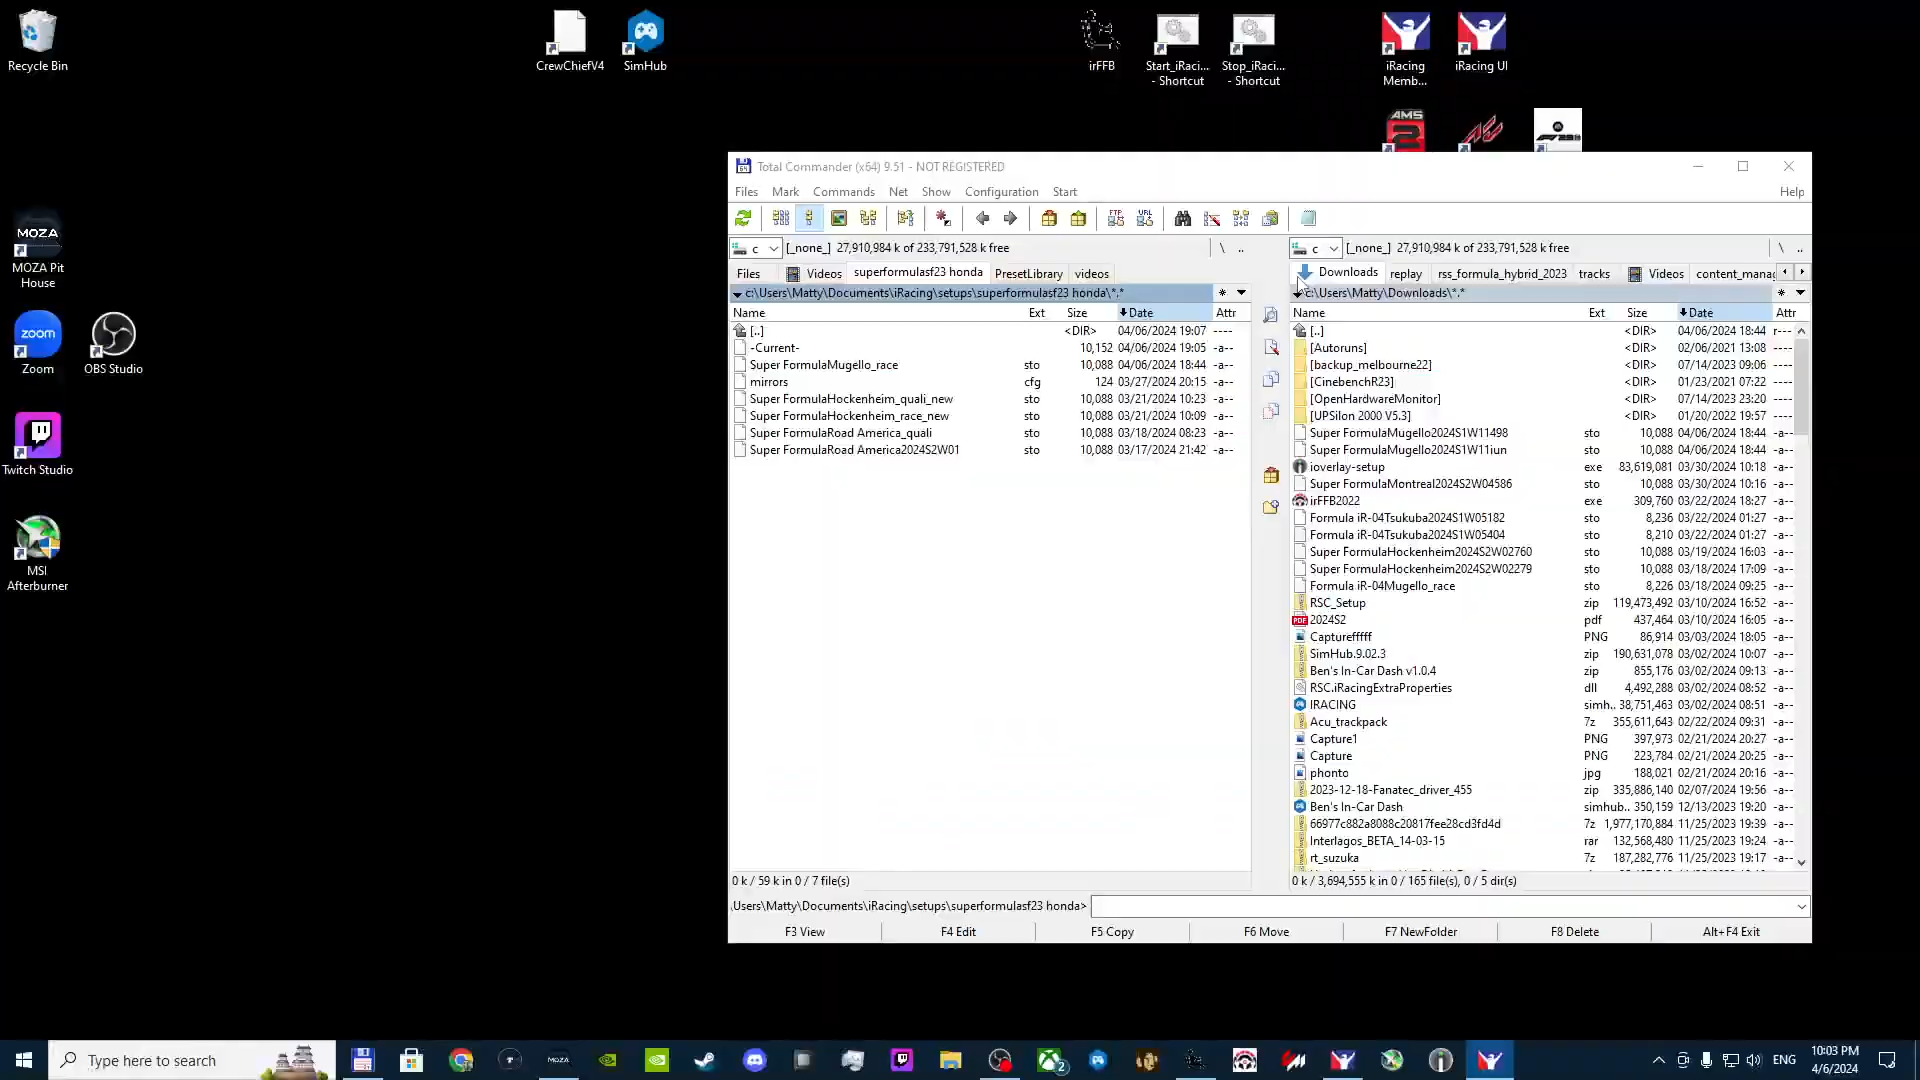 Recycle Bin
CrewChiefV4
SimHub
irFFB
Start_iRaci...
- Shortcut
Stop_iRaci...
- Shortcut
iRacing
Memb...
iRacing UI
AMS
2
MOZA
MOZA Pit
House
zoom
Zoom
OBS Studio
Twitch Studio
MSI
Afterburner
Total Commander (x64) 9.51 - NOT REGISTERED
Files Mark Commands Net Show Configuration Start Help
FTP URL
c [_none_] 27,910,984 k of 233,791,528 k free \ ..
Files Videos superformulasf23 honda PresetLibrary videos
c:\Users\Matty\Documents\iRacing\setups\superformulasf23 honda\*.* *
Name Ext Size Date Attr
[..] <DIR> 04/06/2024 19:07 ----
-Current- 10,152 04/06/2024 19:05 -a--
Super FormulaMugello_race sto 10,088 04/06/2024 18:44 -a--
mirrors cfg 124 03/27/2024 20:15 -a--
Super FormulaHockenheim_quali_new sto 10,088 03/21/2024 10:23 -a--
Super FormulaHockenheim_race_new sto 10,088 03/21/2024 10:09 -a--
Super FormulaRoad America_quali sto 10,088 03/18/2024 08:23 -a--
Super FormulaRoad America2024S2W01 sto 10,088 03/17/2024 21:42 -a--
0 k / 59 k in 0 / 7 file(s)
c [_none_] 27,910,984 k of 233,791,528 k free \ ..
Downloads replay rss_formula_hybrid_2023 tracks Videos content_manag
c:\Users\Matty\Downloads\*.* *
Name Ext Size Date Attr
[..] <DIR> 04/06/2024 18:44 r---
[Autoruns] <DIR> 02/06/2021 13:08 ----
[backup_melbourne22] <DIR> 07/14/2023 09:06 ----
[CinebenchR23] <DIR> 01/23/2021 07:22 ----
[OpenHardwareMonitor] <DIR> 07/14/2023 23:20 ----
[UPSilon 2000 V5.3] <DIR> 01/20/2022 19:57 ----
Super FormulaMugello2024S1W11498 sto 10,088 04/06/2024 18:44 -a--
Super FormulaMugello2024S1W11iun sto 10,088 04/06/2024 18:44 -a--
ioverlay-setup exe 83,619,081 03/30/2024 10:18 -a--
Super FormulaMontreal2024S2W04586 sto 10,088 03/30/2024 10:16 -a--
irFFB2022 exe 309,760 03/22/2024 18:27 -a--
Formula iR-04Tsukuba2024S1W05182 sto 8,236 03/22/2024 01:27 -a--
Formula iR-04Tsukuba2024S1W05404 sto 8,210 03/22/2024 01:27 -a--
Super FormulaHockenheim2024S2W02760 sto 10,088 03/19/2024 16:03 -a--
Super FormulaHockenheim2024S2W02279 sto 10,088 03/18/2024 17:09 -a--
Formula iR-04Mugello_race sto 8,226 03/18/2024 09:25 -a--
RSC_Setup zip 119,473,492 03/10/2024 16:52 -a--
2024S2 pdf 437,464 03/10/2024 16:05 -a--
Capturefffff PNG 86,914 03/03/2024 18:05 -a--
SimHub.9.02.3 zip 190,631,078 03/02/2024 10:07 -a--
Ben's In-Car Dash v1.0.4 zip 855,176 03/02/2024 09:13 -a--
RSC.iRacingExtraProperties dll 4,492,288 03/02/2024 08:52 -a--
IRACING simh.. 38,751,463 03/02/2024 08:51 -a--
Acu_trackpack 7z 355,611,643 02/22/2024 09:31 -a--
Capture1 PNG 397,973 02/21/2024 20:27 -a--
Capture PNG 223,784 02/21/2024 20:25 -a--
phonto jpg 188,021 02/21/2024 20:16 -a--
2023-12-18-Fanatec_driver_455 zip 335,886,140 02/07/2024 19:56 -a--
Ben's In-Car Dash simhub.. 350,159 12/13/2023 19:20 -a--
66977c882a8088c20817fee28cd3fd4d 7z 1,977,170,884 11/25/2023 19:39 -a--
Interlagos_BETA_14-03-15 rar 132,568,480 11/25/2023 19:24 -a--
rt_suzuka 7z 187,282,776 11/25/2023 19:17 -a--
0 k / 3,694,555 k in 0 / 165 file(s), 0 / 5 dir(s)
:\Users\Matty\Documents\iRacing\setups\superformulasf23 honda>
F3 View F4 Edit F5 Copy F6 Move F7 NewFolder F8 Delete Alt+F4 Exit
Type here to search
MOZA
2
ENG
10:03 PM
4/6/2024